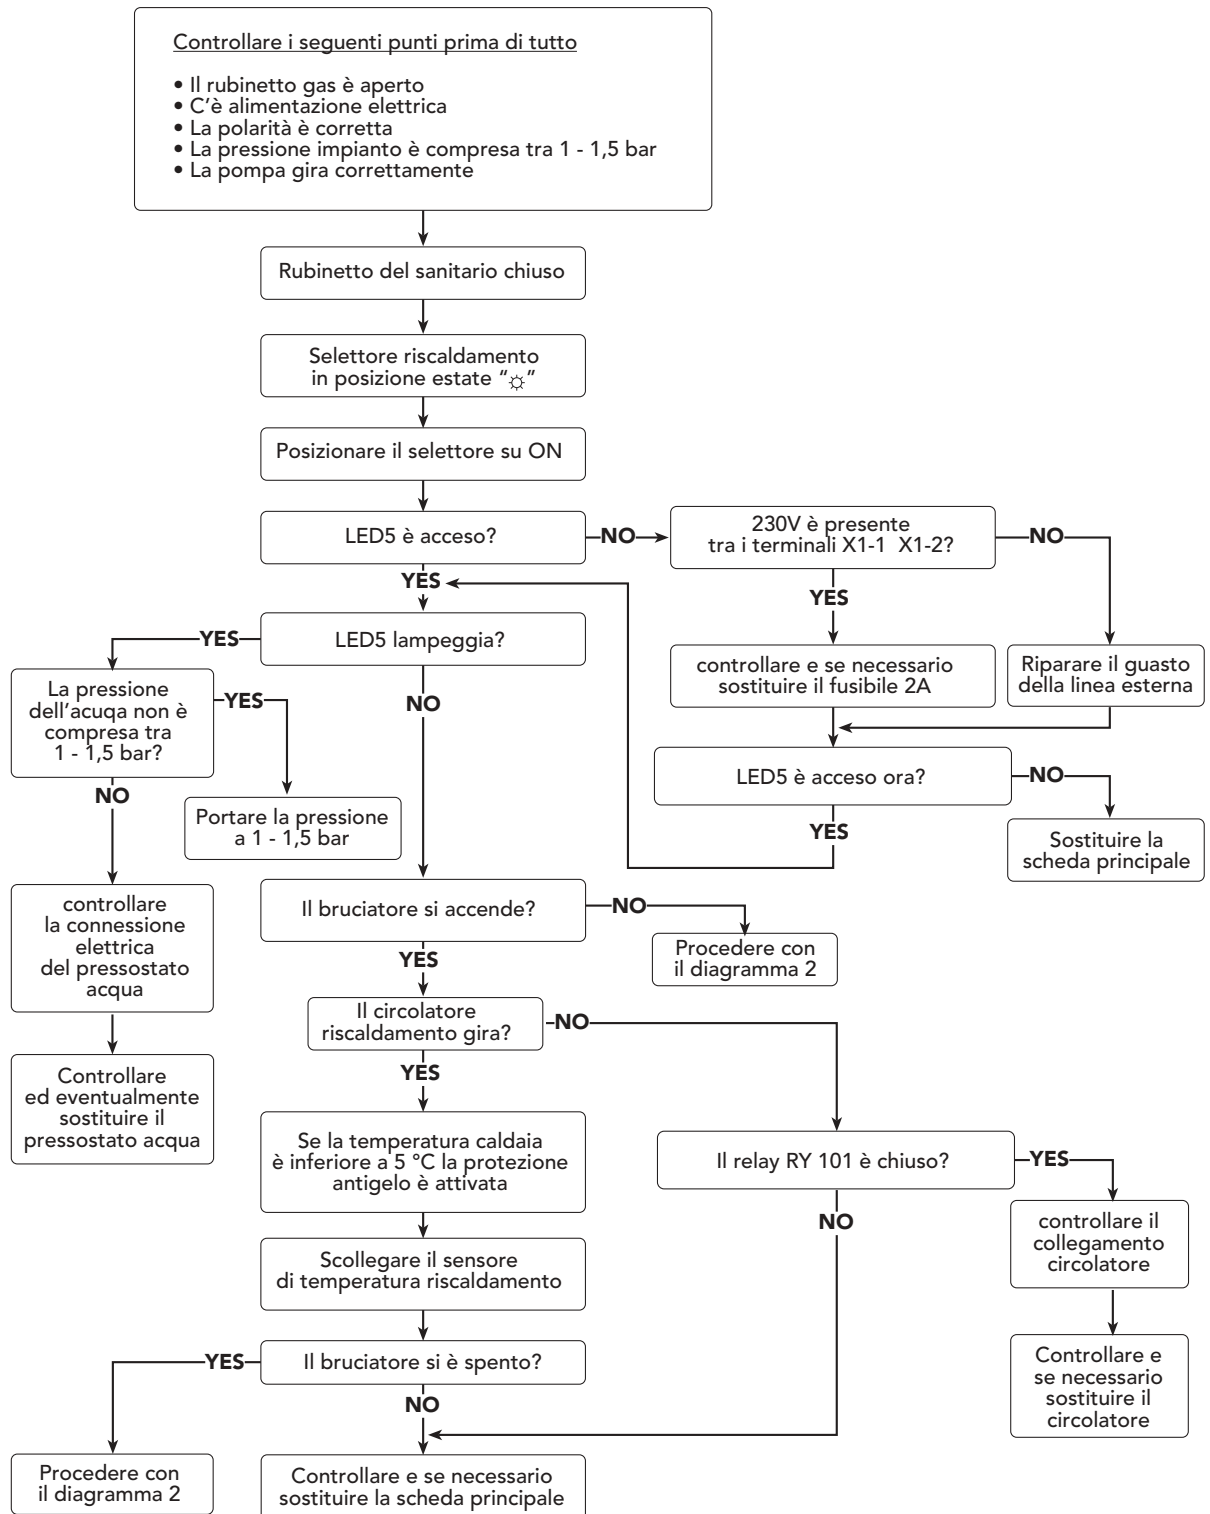 Controllare i seguenti punti prima di tutto
• Il rubinetto gas è aperto
• C'è alimentazione elettrica
• La polarità è corretta
• La pressione impianto è compresa tra 1 - 1,5 bar
• La pompa gira correttamente
Rubinetto del sanitario chiuso
Selettore riscaldamento
in posizione estate “☼”
Posizionare il selettore su ON
LED5 è acceso?
NO
230V è presente
tra i terminali X1-1 X1-2?
NO
YES
YES
LED5 lampeggia?
YES
controllare e se necessario
sostituire il fusibile 2A
Riparare il guasto
della linea esterna
La pressione
dell'acuqa non è
compresa tra
1 - 1,5 bar?
YES
NO
LED5 è acceso ora?
NO
NO
Portare la pressione
a 1 - 1,5 bar
YES
Sostituire la
scheda principale
controllare
la connessione
elettrica
del pressostato
acqua
Il bruciatore si accende?
NO
Procedere con
il diagramma 2
YES
Il circolatore
riscaldamento gira?
NO
Controllare
ed eventualmente
sostituire il
pressostato acqua
YES
Se la temperatura caldaia
è inferiore a 5 °C la protezione
antigelo è attivata
Il relay RY 101 è chiuso?
YES
NO
controllare il
collegamento
circolatore
Scollegare il sensore
di temperatura riscaldamento
Il bruciatore si è spento?
YES
NO
Controllare e
se necessario
sostituire il
circolatore
Procedere con
il diagramma 2
Controllare e se necessario
sostituire la scheda principale